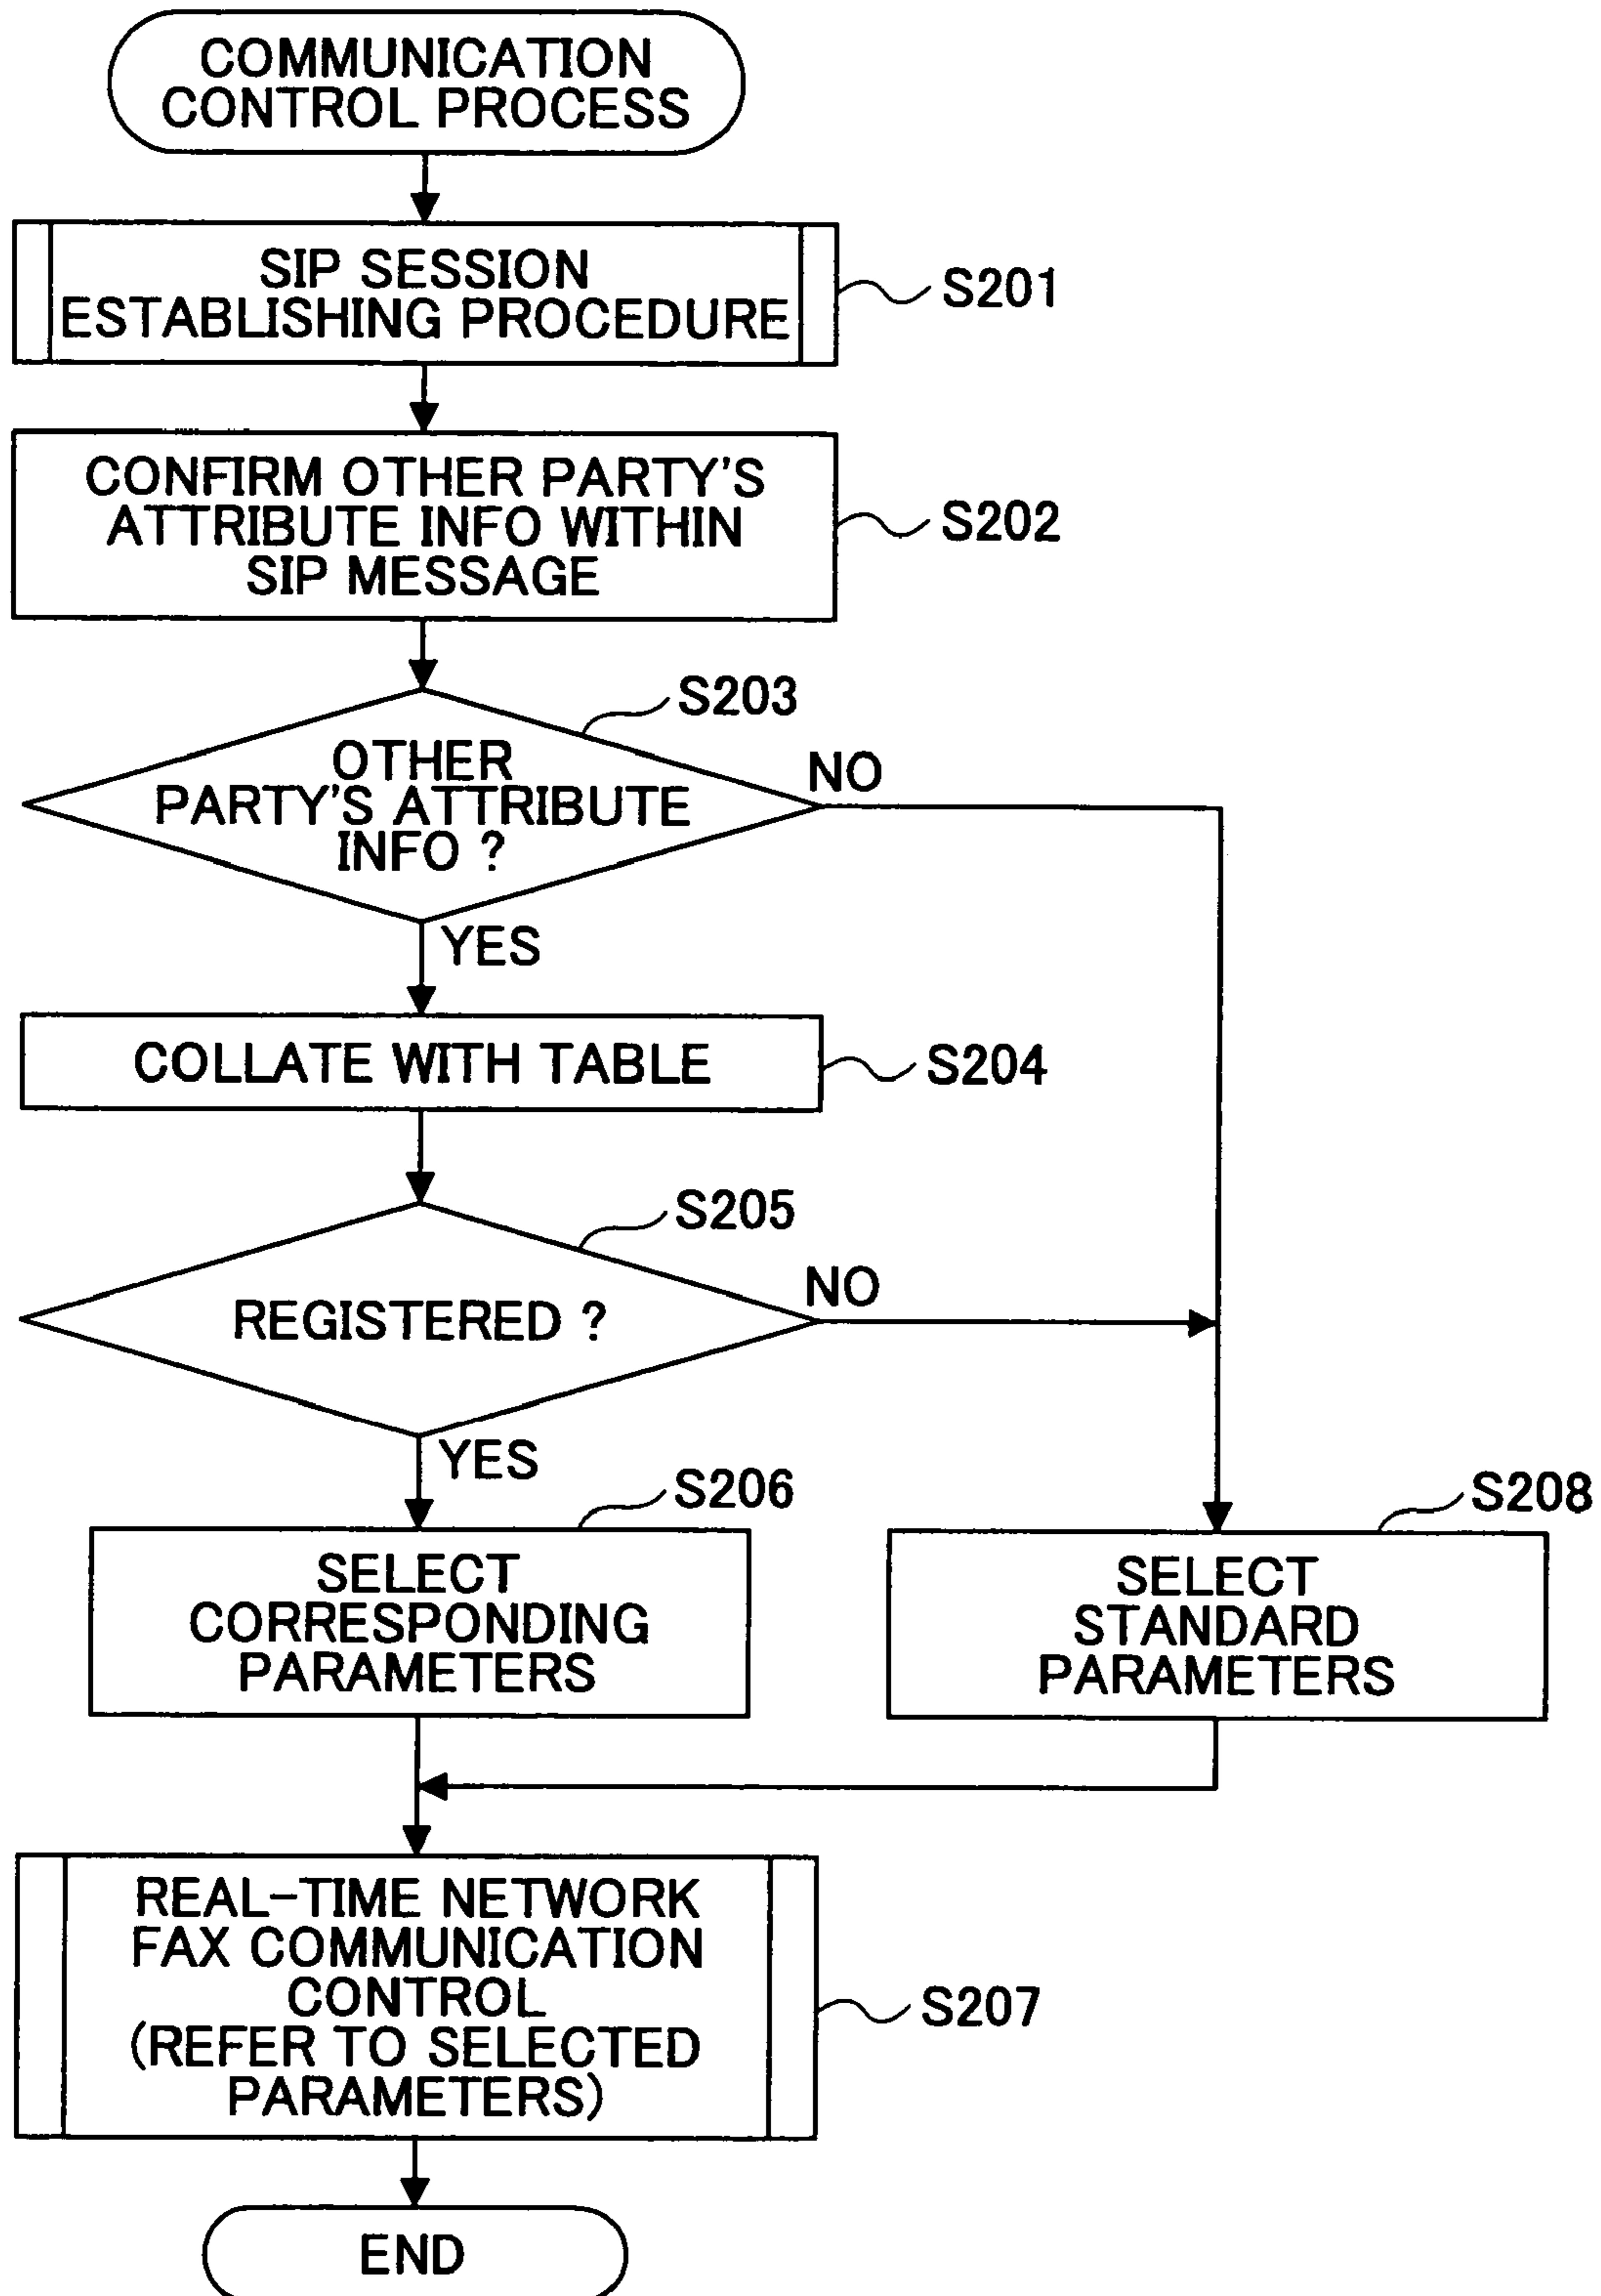 COMMUNICATION
CONTROL PROCESS
SIP SESSION
ESTABLISHING PROCEDURE
S201
CONFIRM OTHER PARTY'S
ATTRIBUTE INFO WITHIN
SIP MESSAGE
S202
S203
OTHER
PARTY'S ATTRIBUTE
INFO ?
NO
YES
COLLATE WITH TABLE
S204
S205
REGISTERED ?
NO
YES
S206
SELECT
CORRESPONDING
PARAMETERS
S208
SELECT
STANDARD
PARAMETERS
REAL-TIME NETWORK
FAX COMMUNICATION
CONTROL
(REFER TO SELECTED
PARAMETERS)
S207
END